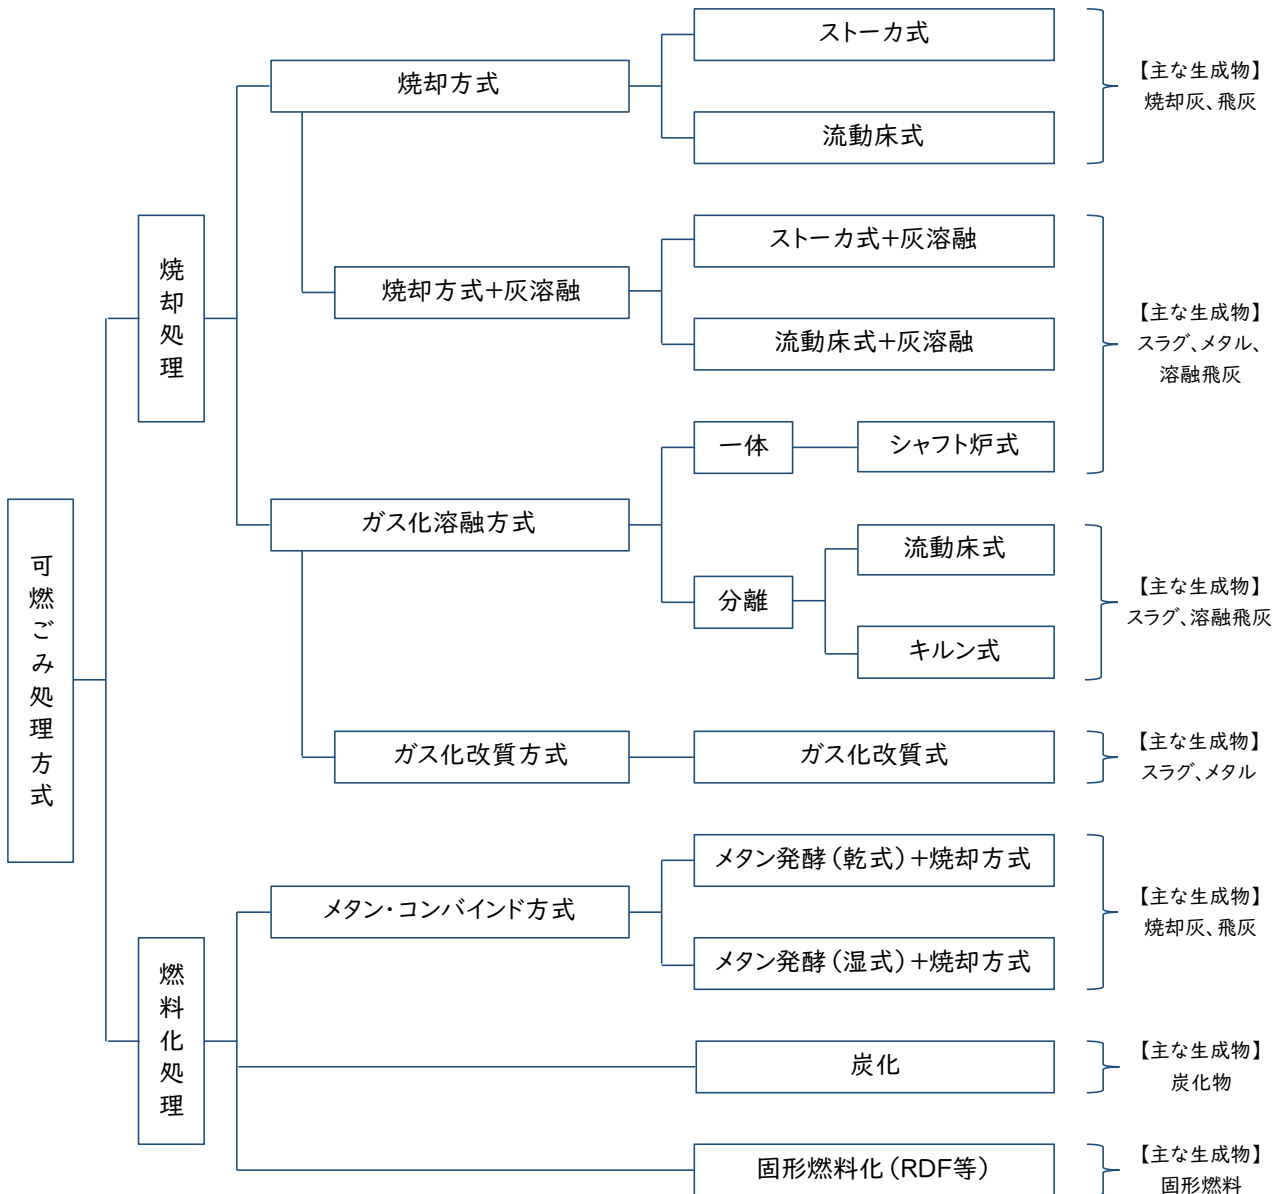 可燃ごみ処理方式
焼却処理
焼却方式
ストーカ式
流動床式
【主な生成物】
焼却灰、飛灰
焼却方式+灰溶融
ストーカ式+灰溶融
流動床式+灰溶融
ガス化溶融方式
一体
シャフト炉式
【主な生成物】
スラグ、メタル、
溶融飛灰
分離
流動床式
キルン式
【主な生成物】
スラグ、溶融飛灰
ガス化改質方式
ガス化改質式
【主な生成物】
スラグ、メタル
燃料化処理
メタン・コンバインド方式
メタン発酵(乾式)+焼却方式
メタン発酵(湿式)+焼却方式
【主な生成物】
焼却灰、飛灰
炭化
【主な生成物】
炭化物
固形燃料化(RDF等)
【主な生成物】
固形燃料